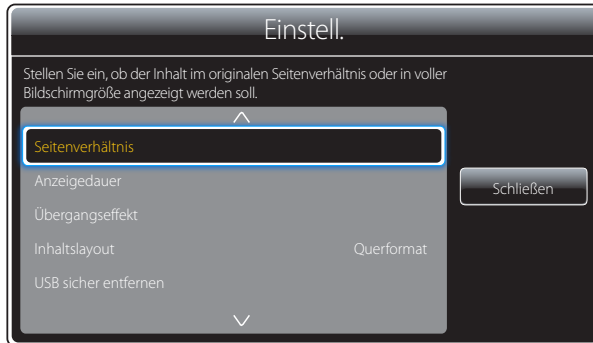 Einstell.
Stellen Sie ein, ob der Inhalt im originalen Seitenverhältnis oder in voller
Bildschirmgröße angezeigt werden soll.
Seitenverhältnis
Anzeigedauer
Schließen
Übergangseffekt
Inhaltslayout Querformat
USB sicher entfernen